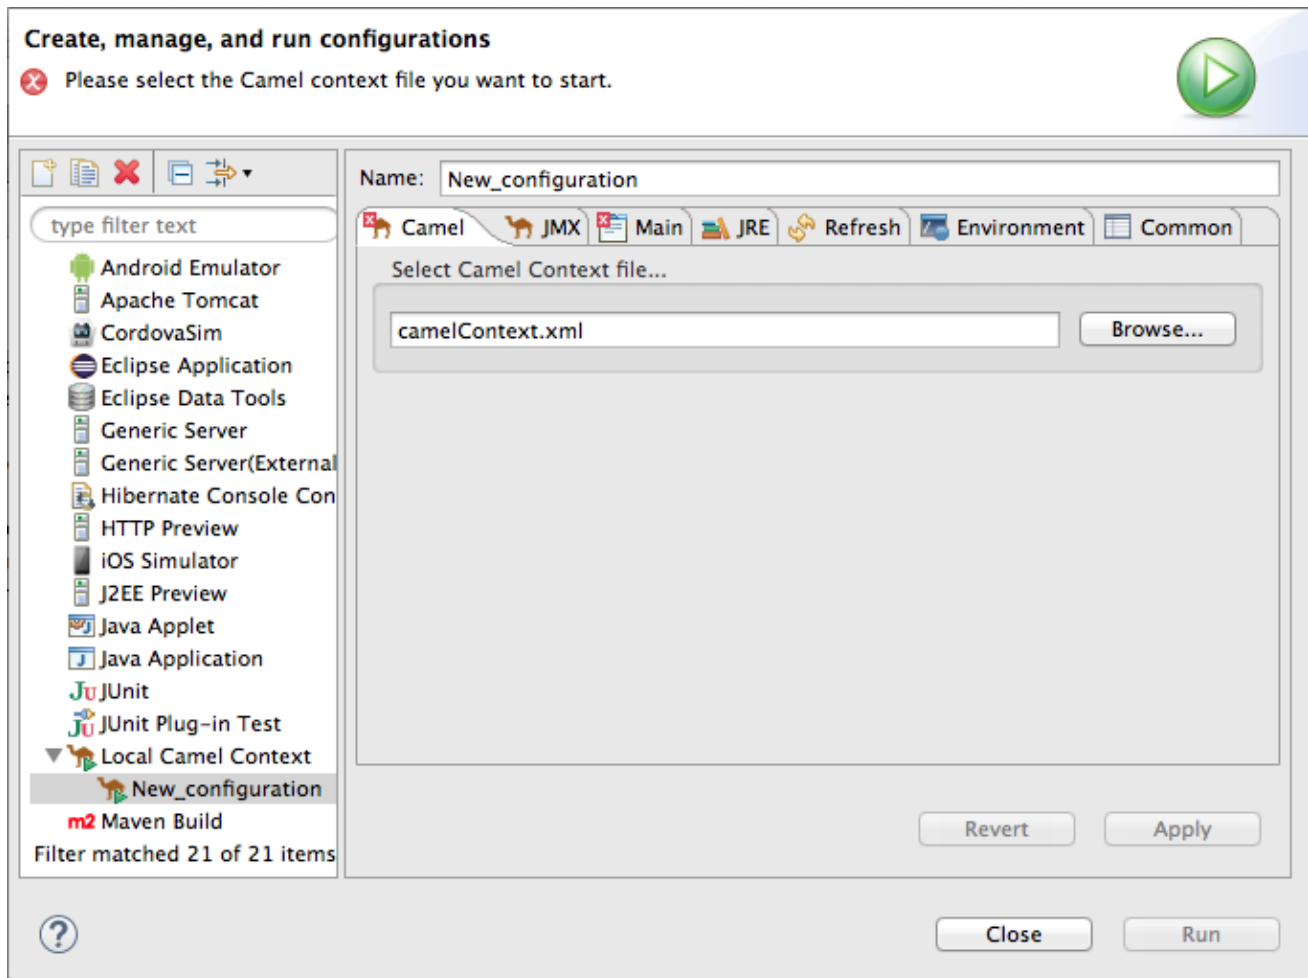 Create, manage, and run configurations
Please select the Camel context file you want to start.
Name: New_configuration
type filter text
Camel JMX Main JRE Refresh Environment Common
Select Camel Context file...
camelContext.xml Browse...
Android Emulator
Apache Tomcat
CordovaSim
Eclipse Application
Eclipse Data Tools
Generic Server
Generic Server(External
Hibernate Console Con
HTTP Preview
iOS Simulator
J2EE Preview
Java Applet
Java Application
JU JUnit
JU JUnit Plug-in Test
Local Camel Context
New_configuration
m2 Maven Build
Filter matched 21 of 21 items
Revert Apply
? Close Run